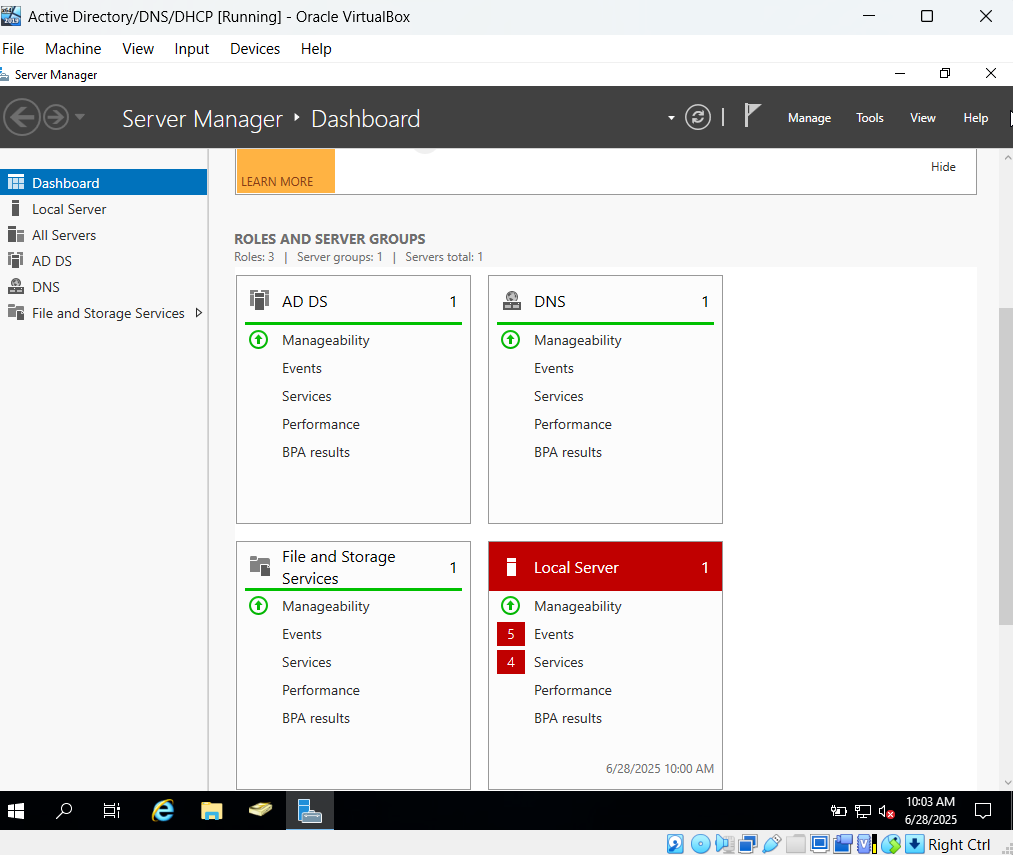 Active Directory/DNS/DHCP [Running] - Oracle VirtualBox
File Machine View Input Devices Help
Server Manager
Server Manager Dashboard
Manage Tools View Help
Dashboard
Local Server
All Servers
AD DS
DNS
File and Storage Services
LEARN MORE
Hide
ROLES AND SERVER GROUPS
Roles: 3 | Server groups: 1 | Servers total: 1
AD DS 1
Manageability
Events
Services
Performance
BPA results
DNS 1
Manageability
Events
Services
Performance
BPA results
File and Storage
Services 1
Manageability
Events
Services
Performance
BPA results
Local Server 1
Manageability
5 Events
4 Services
Performance
BPA results
6/28/2025 10:00 AM
10:03 AM
6/28/2025
Right Ctrl